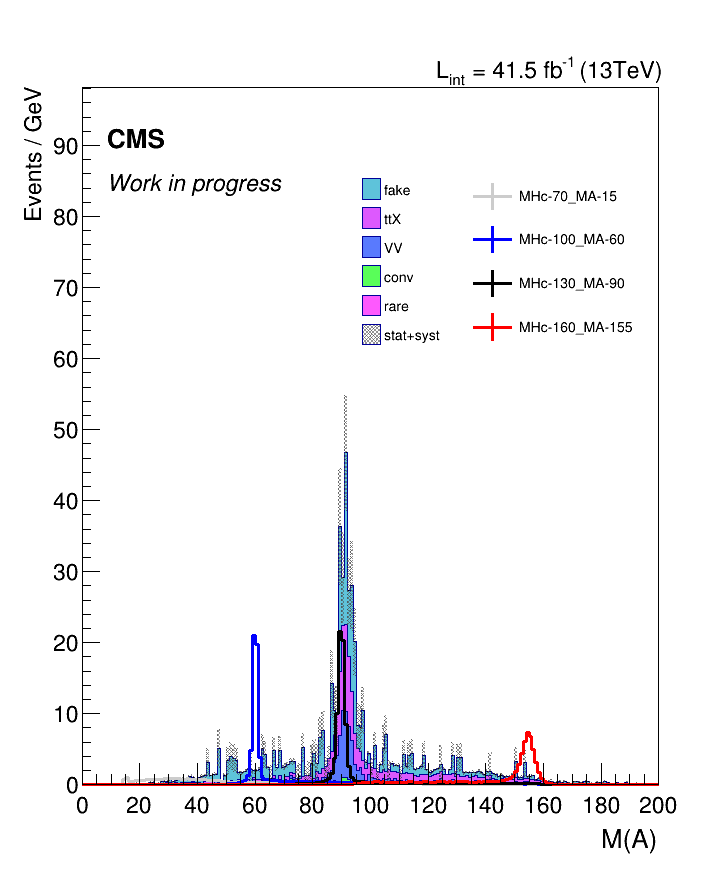 L_int = 41.5 fb^-1 (13TeV)
Events / GeV
CMS
Work in progress
fake
ttX
VV
conv
rare
stat+syst
MHc-70_MA-15
MHc-100_MA-60
MHc-130_MA-90
MHc-160_MA-155
90
80
70
60
50
40
30
20
10
0
0 20 40 60 80 100 120 140 160 180 200
M(A)